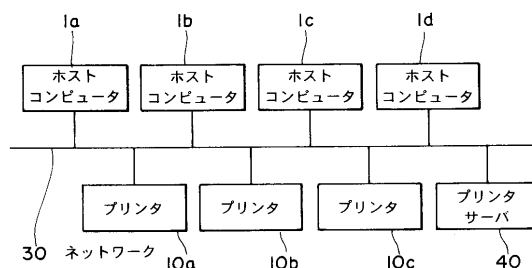 1a 1b 1c 1d
ホスト ホスト ホスト ホスト
コンピュータ コンピュータ コンピュータ コンピュータ
プリンタ プリンタ プリンタ プリンタ
サーバ
30 ネットワーク 10a 10b 10c 40